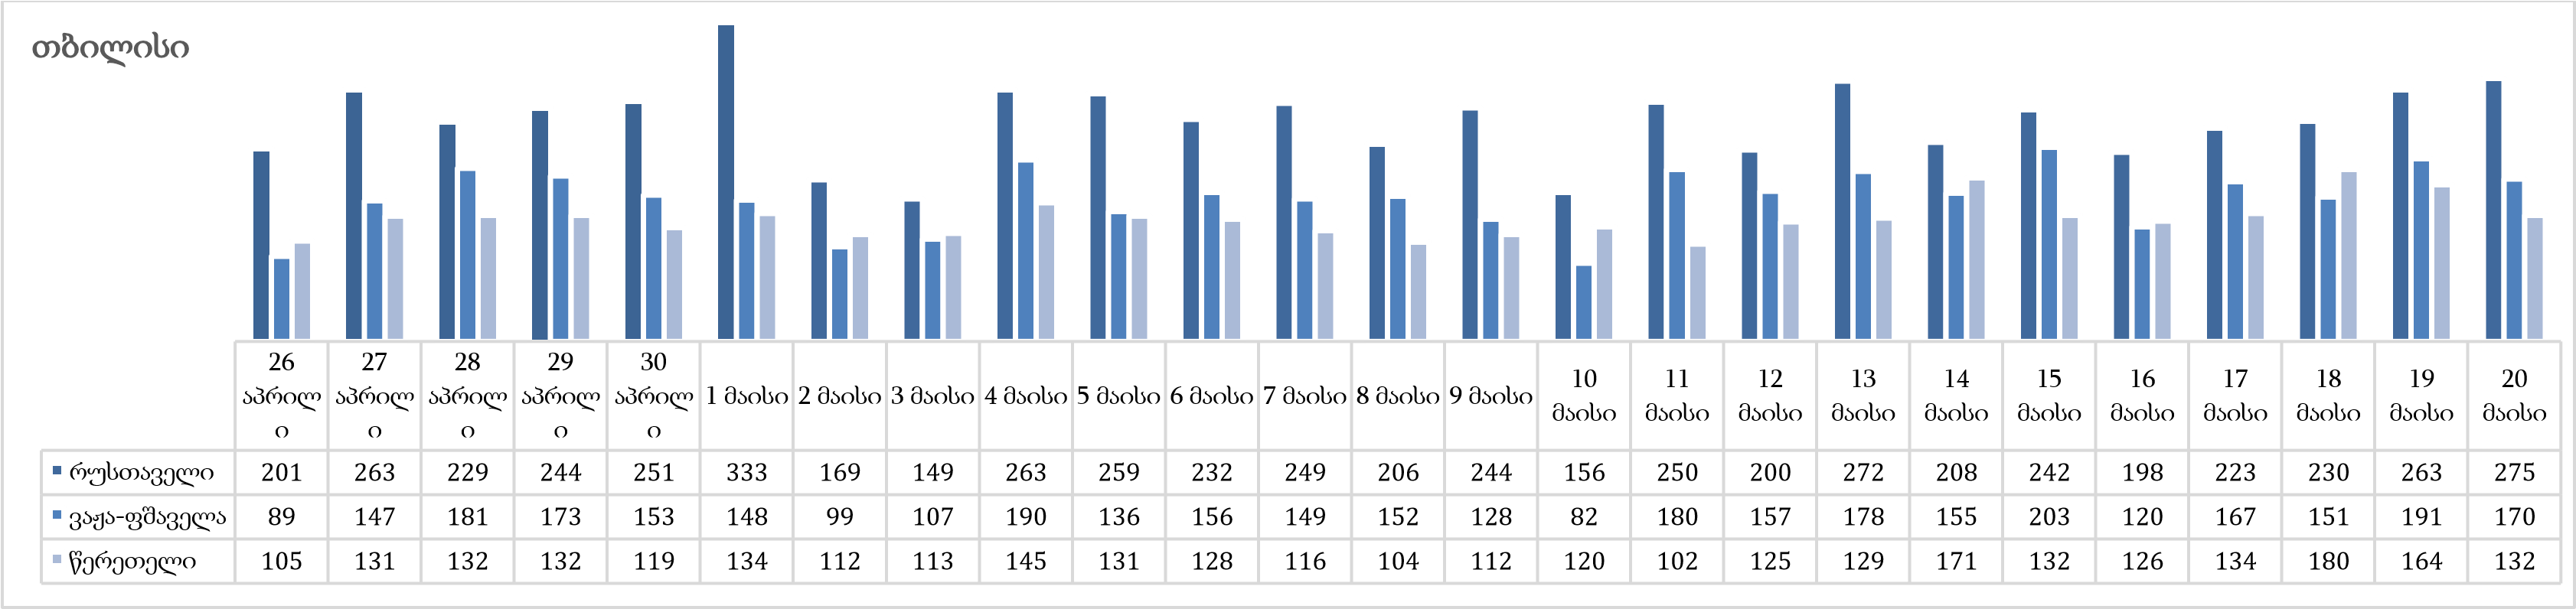 თბილისი
26 აპრილი 27 აპრილი 28 აპრილი 29 აპრილი 30 აპრილი 1 მაისი 2 მაისი 3 მაისი 4 მაისი 5 მაისი 6 მაისი 7 მაისი 8 მაისი 9 მაისი 10 მაისი 11 მაისი 12 მაისი 13 მაისი 14 მაისი 15 მაისი 16 მაისი 17 მაისი 18 მაისი 19 მაისი 20 მაისი
რუსთაველი 201 263 229 244 251 333 169 149 263 259 232 249 206 244 156 250 200 272 208 242 198 223 230 263 275
ვაჟა-ფშაველა 89 147 181 173 153 148 99 107 190 136 156 149 152 128 82 180 157 178 155 203 120 167 151 191 170
წერეთელი 105 131 132 132 119 134 112 113 145 131 128 116 104 112 120 102 125 129 171 132 126 134 180 164 132